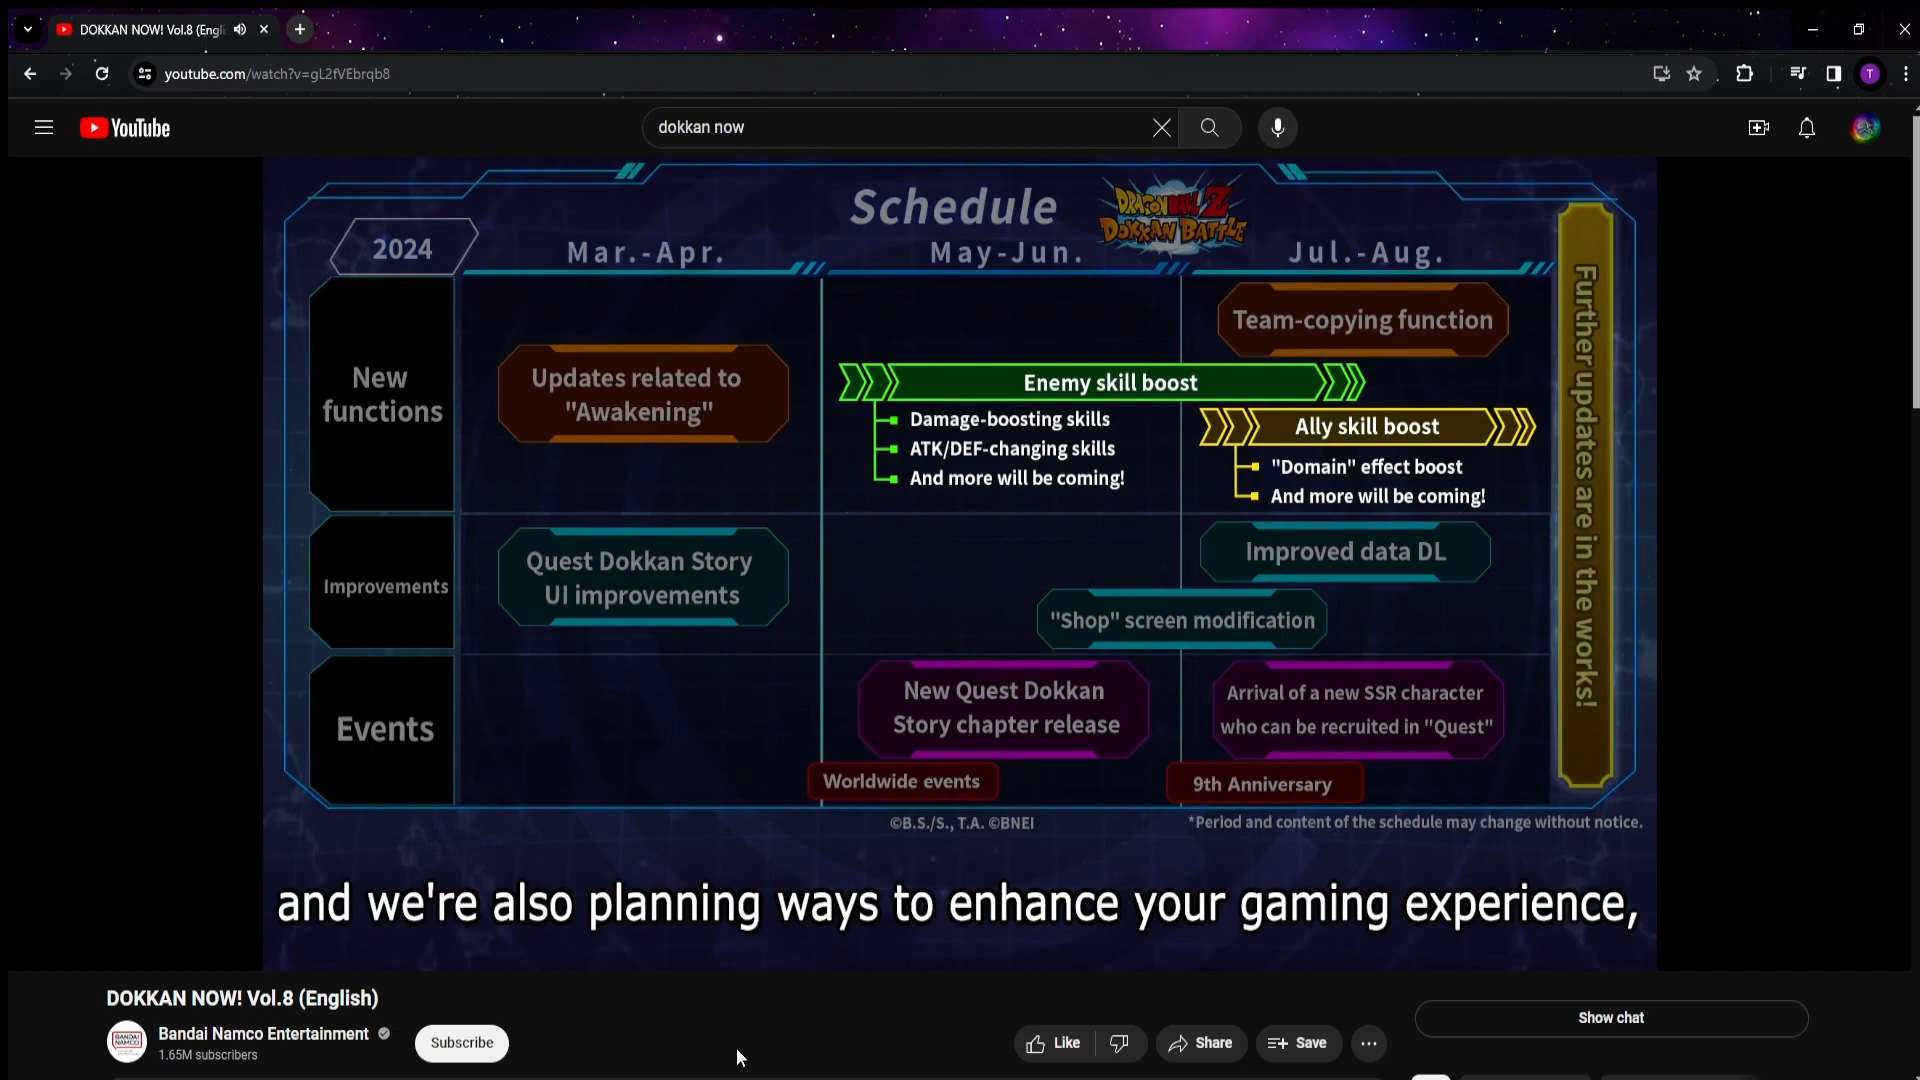 DOKKAN NOW! Vol.8 (Engli
youtube.com/watch?v=gL2fVEbrqb8
T
YouTube
dokkan now
Schedule
DRAGON BALL Z
DOKKAN BATTLE
2024
Mar.-Apr.
May-Jun.
Jul.-Aug.
New
functions
Updates related to
"Awakening"
Team-copying function
Enemy skill boost
Damage-boosting skills
ATK/DEF-changing skills
And more will be coming!
Ally skill boost
"Domain" effect boost
And more will be coming!
Improvements
Quest Dokkan Story
UI improvements
Improved data DL
"Shop" screen modification
Events
New Quest Dokkan
Story chapter release
Arrival of a new SSR character
who can be recruited in "Quest"
Worldwide events
9th Anniversary
Further updates are in the works!
©B.S./S., T.A. ©BNEI
*Period and content of the schedule may change without notice.
and we're also planning ways to enhance your gaming experience,
DOKKAN NOW! Vol.8 (English)
BANDAI
NAMCO
Bandai Namco Entertainment
1.65M subscribers
Subscribe
Like
Share
Save
Show chat